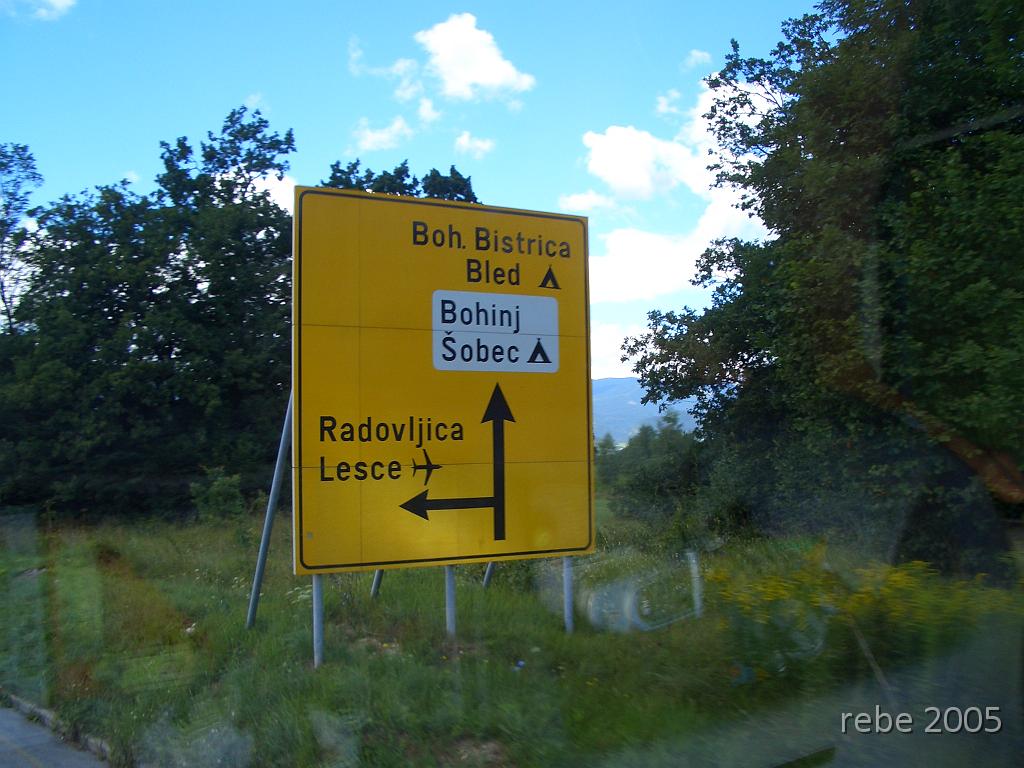 Boh. Bistrica
Bled
Bohinj
Šobec
Radovljica
Lesce
rebe 2005